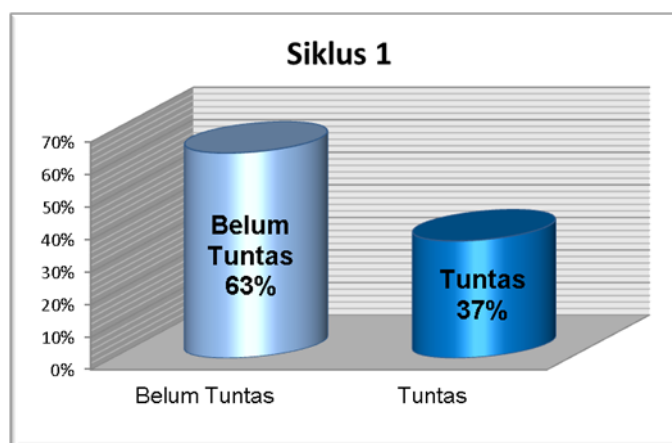 Siklus 1
70%
60%
50%
40%
30%
20%
10%
0%
Belum
Tuntas
63%
Tuntas
37%
Belum Tuntas
Tuntas